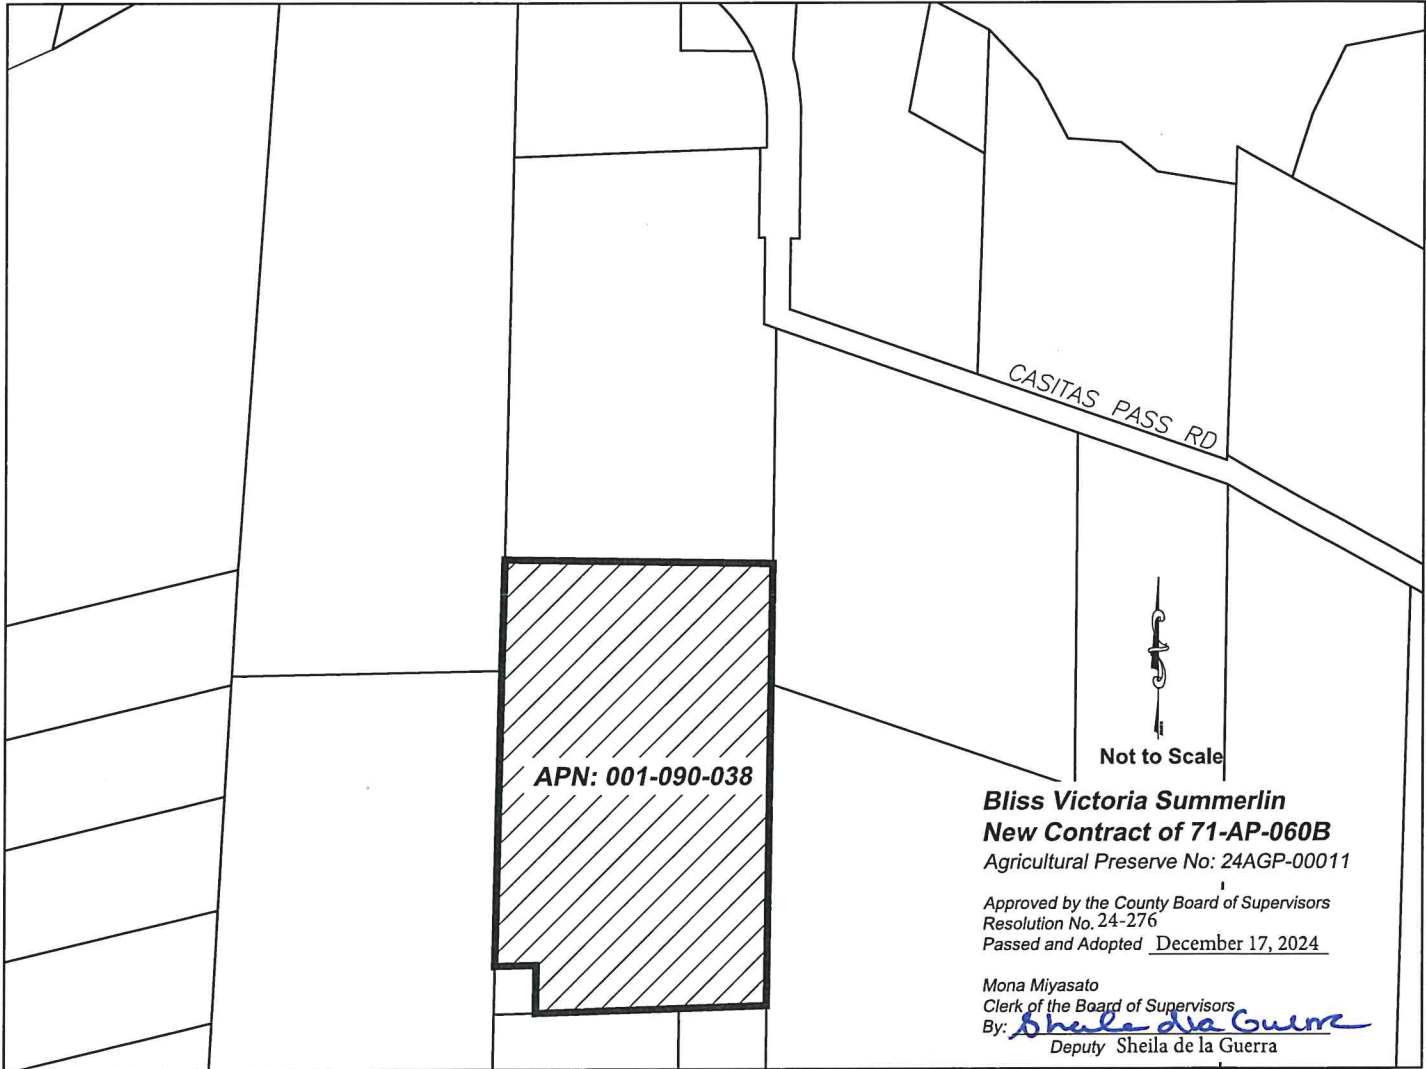 CASITAS PASS RD
Not to Scale
APN: 001-090-038
Bliss Victoria Summerlin
New Contract of 71-AP-060B
Agricultural Preserve No: 24AGP-00011
Approved by the County Board of Supervisors
Resolution No. 24-276
Passed and Adopted December 17, 2024
Mona Miyasato
Clerk of the Board of Supervisors
By: Sheila de la Guerra
Deputy Sheila de la Guerra